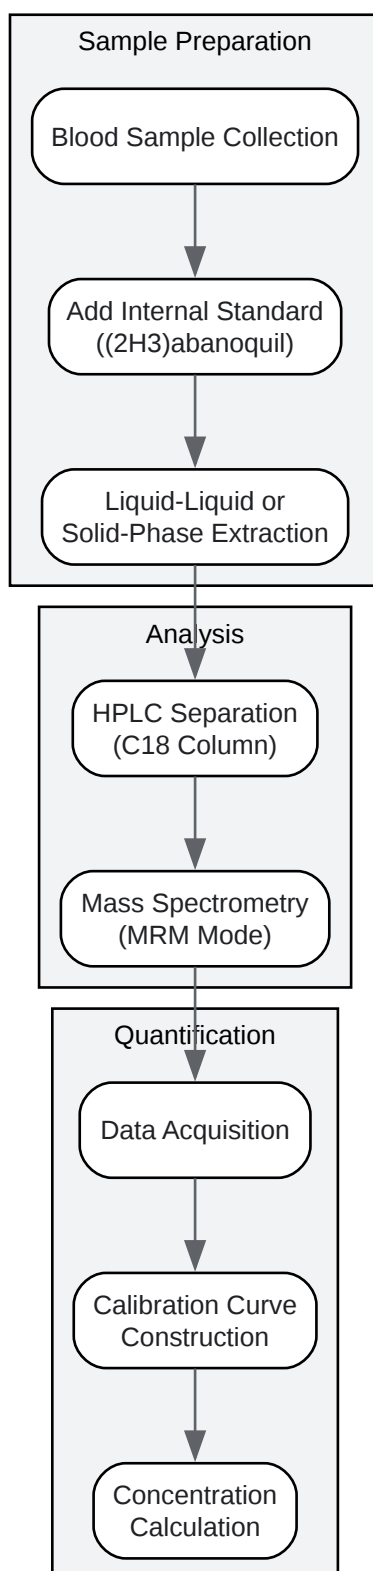 Sample Preparation
Blood Sample Collection
Add Internal Standard
((2H3)abanoquil)
Liquid-Liquid or
Solid-Phase Extraction
Analysis
HPLC Separation
(C18 Column)
Mass Spectrometry
(MRM Mode)
Quantification
Data Acquisition
Calibration Curve
Construction
Concentration
Calculation